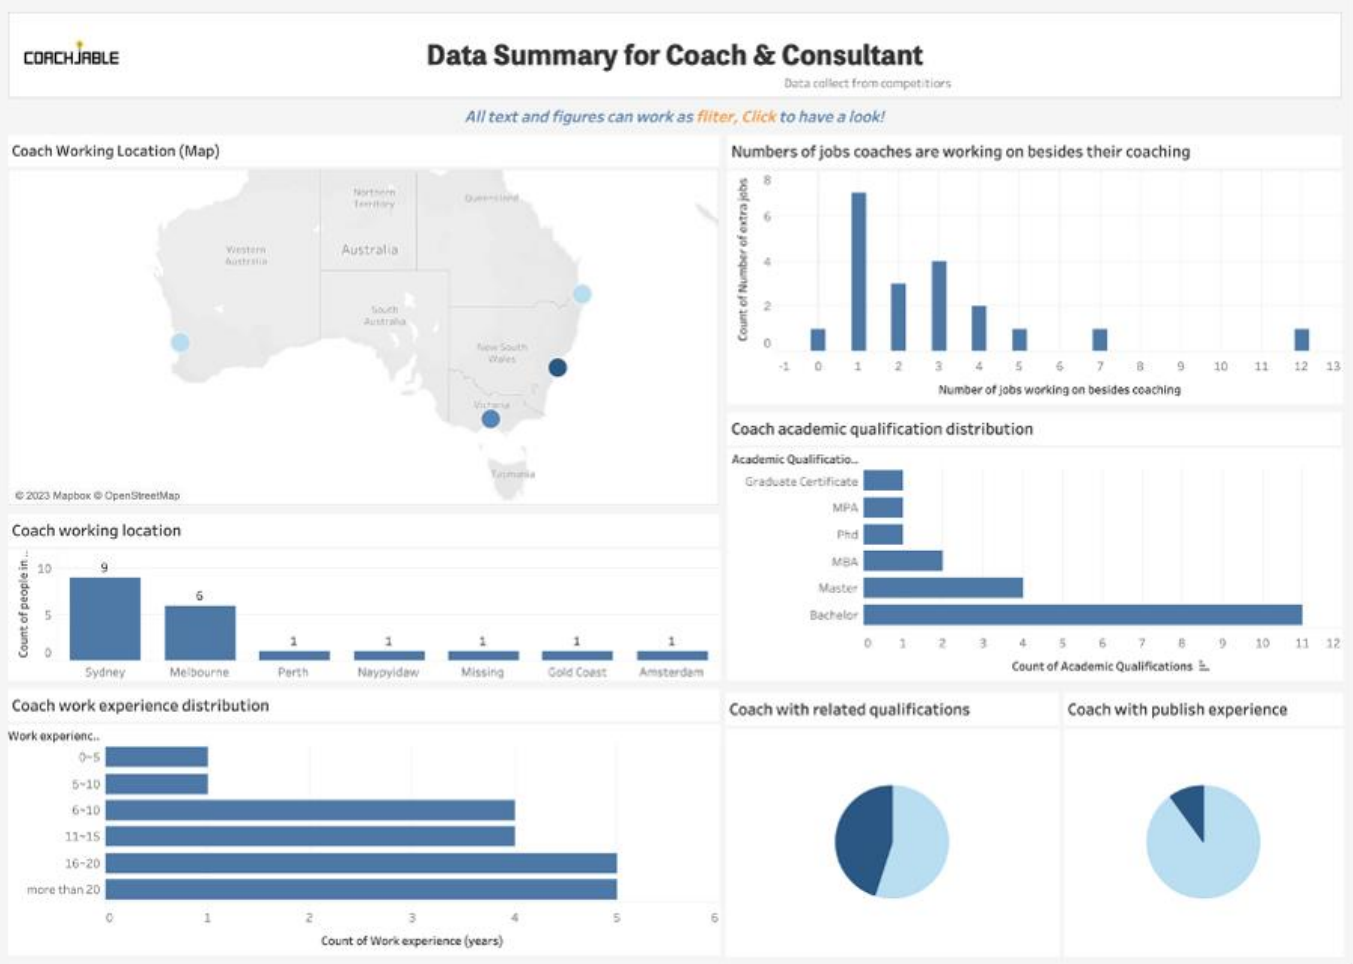 COACHJABLE
Data Summary for Coach & Consultant
Data collect from competitiors
All text and figures can work as fliter, Click to have a look!
Coach Working Location (Map)
Northern
Territory
Queensland
Western
Australia
Australia
South
Australia
New South
Wales
Victoria
Tasmania
© 2023 Mapbox © OpenStreetMap
Coach working location
Count of people in...
10
5
0
9
6
1
1
1
1
1
Sydney
Melbourne
Perth
Naypyidaw
Missing
Gold Coast
Amsterdam
Coach work experience distribution
Work experienc..
0~5
5~10
6~10
11~15
16~20
more than 20
0
1
2
3
4
5
6
Count of Work experience (years)
Numbers of jobs coaches are working on besides their coaching
Count of Number of extra jobs
8
6
4
2
0
-1
0
1
2
3
4
5
6
7
8
9
10
11
12
13
Number of jobs working on besides coaching
Coach academic qualification distribution
Academic Qualificatio..
Graduate Certificate
MPA
Phd
MBA
Master
Bachelor
0
1
2
3
4
5
6
7
8
9
10
11
12
Count of Academic Qualifications
Coach with related qualifications
Coach with publish experience